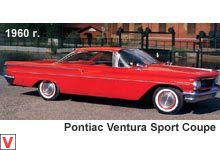 1960 г.
Pontiac Ventura Sport Coupe
V